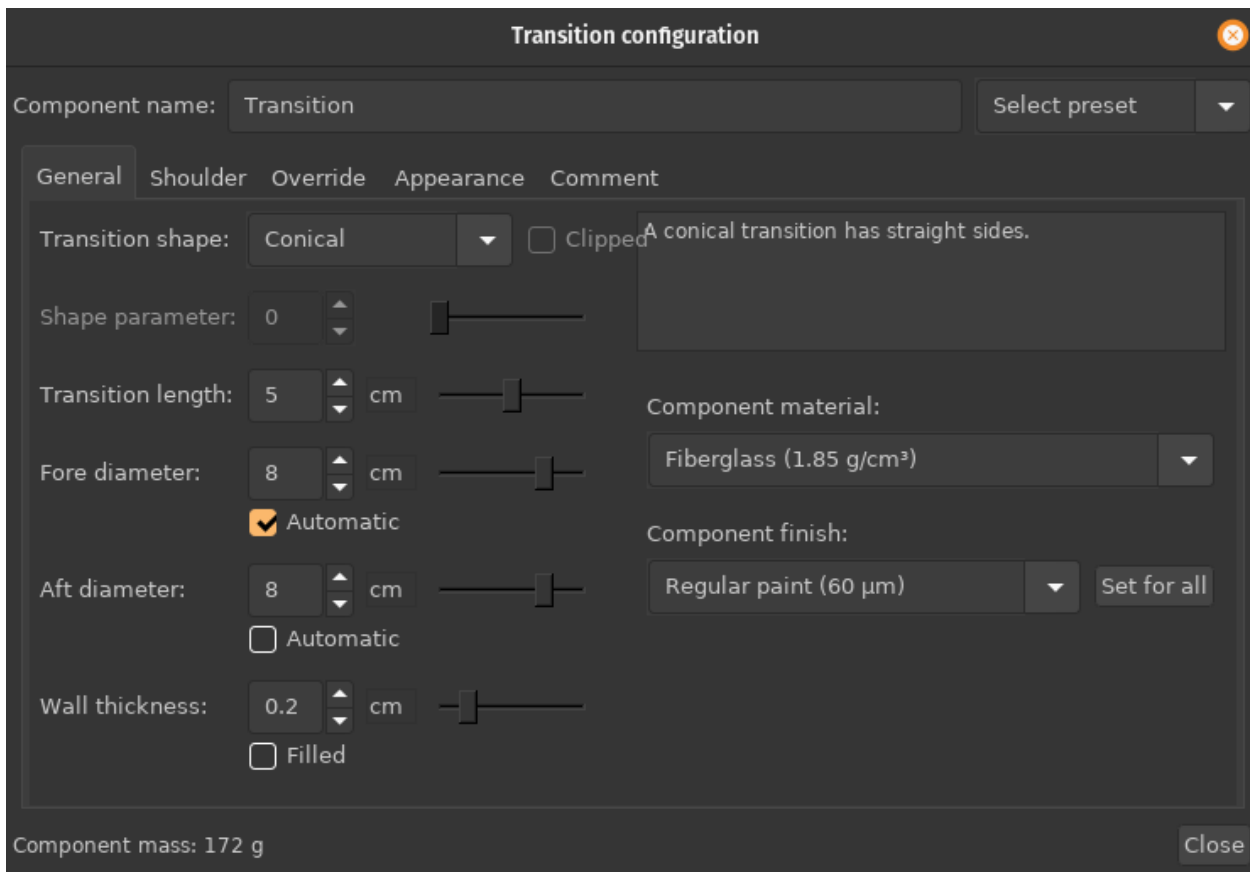 Transition configuration
Component name: Transition Select preset
General Shoulder Override Appearance Comment
Transition shape: Conical Clipped
A conical transition has straight sides.
Shape parameter: 0
Transition length: 5 cm
Component material:
Fore diameter: 8 cm
Fiberglass (1.85 g/cm³)
Automatic
Component finish:
Aft diameter: 8 cm
Regular paint (60 μm) Set for all
Automatic
Wall thickness: 0.2 cm
Filled
Component mass: 172 g Close